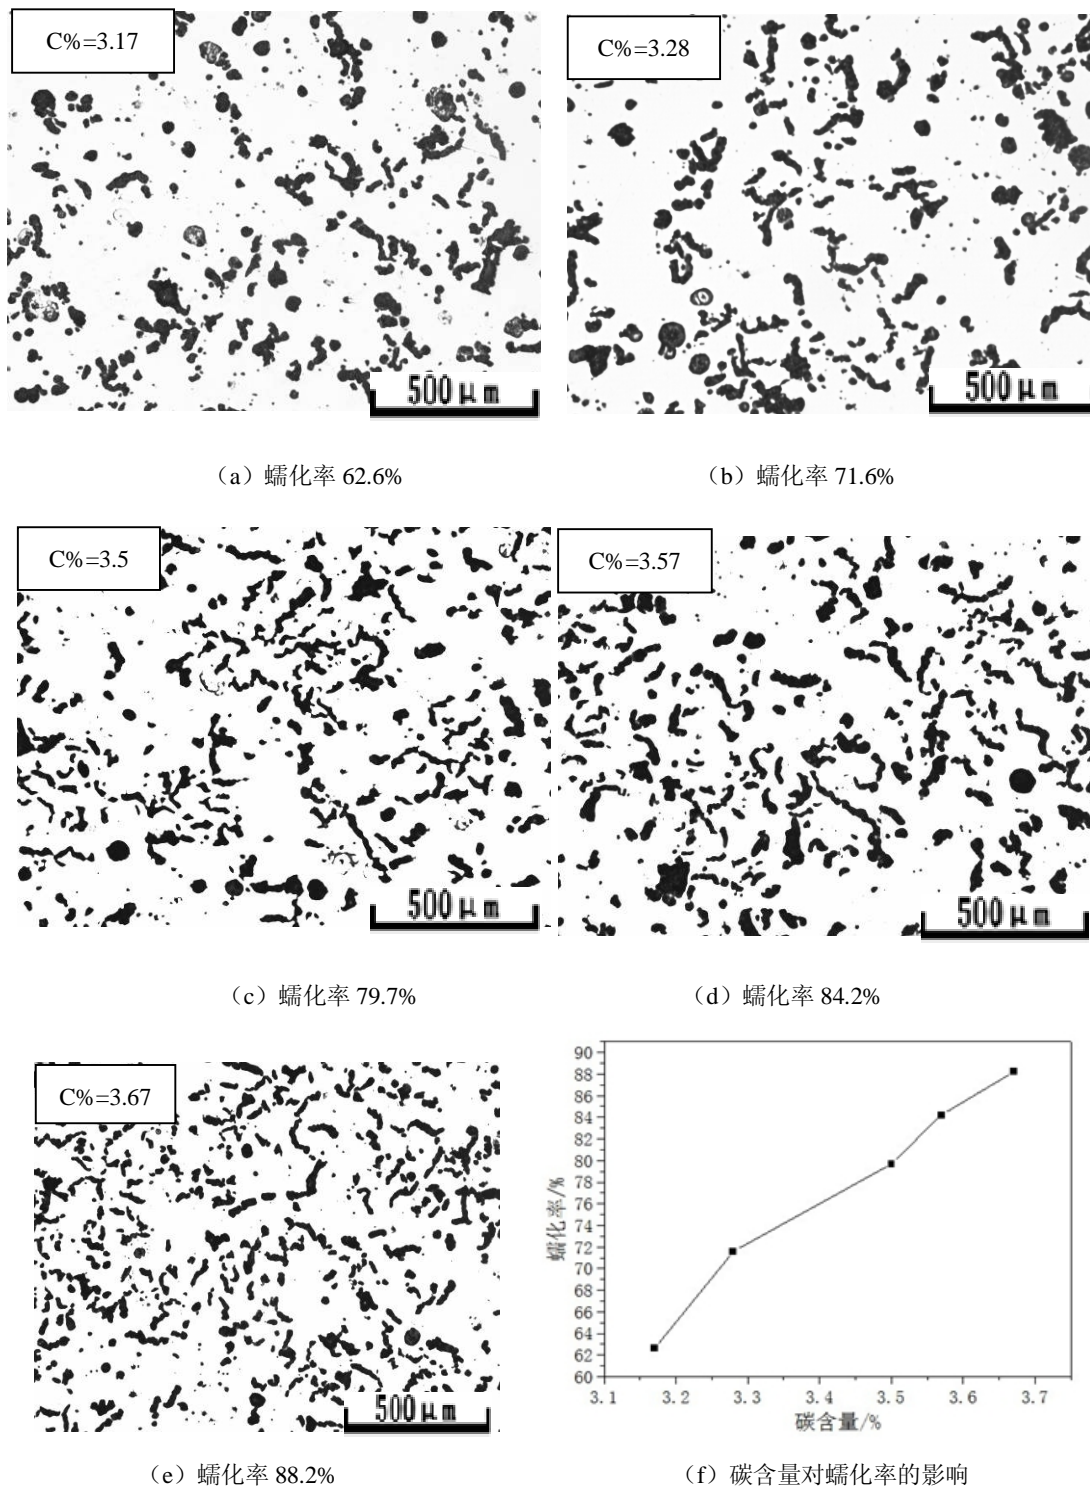 C%=3.17
C%=3.28
500μm
500μm
（a）蠕化率 62.6%
（b）蠕化率 71.6%
C%=3.5
C%=3.57
500μm
500μm
（c）蠕化率 79.7%
（d）蠕化率 84.2%
C%=3.67
500μm
90
88
86
84
82
80
78
76
74
72
70
68
66
64
62
60
蠕化率/%
3.1 3.2 3.3 3.4 3.5 3.6 3.7
碳含量/%
（e）蠕化率 88.2%
（f）碳含量对蠕化率的影响